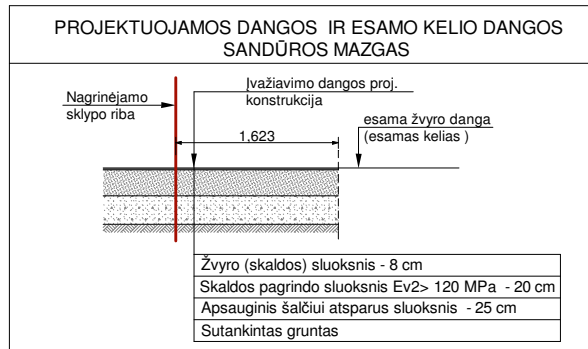 PROJEKTUOJAMOS DANGOS IR ESAMO KELIO DANGOS
SANDŪROS MAZGAS
Nagrinėjamo
sklypo riba
Įvažiavimo dangos proj.
konstrukcija
1,623
esama žvyro danga
(esamas kelias )
Žvyro (skaldos) sluoksnis - 8 cm
Skaldos pagrindo sluoksnis Ev2> 120 MPa - 20 cm
Apsauginis šalčiui atsparus sluoksnis - 25 cm
Sutankintas gruntas